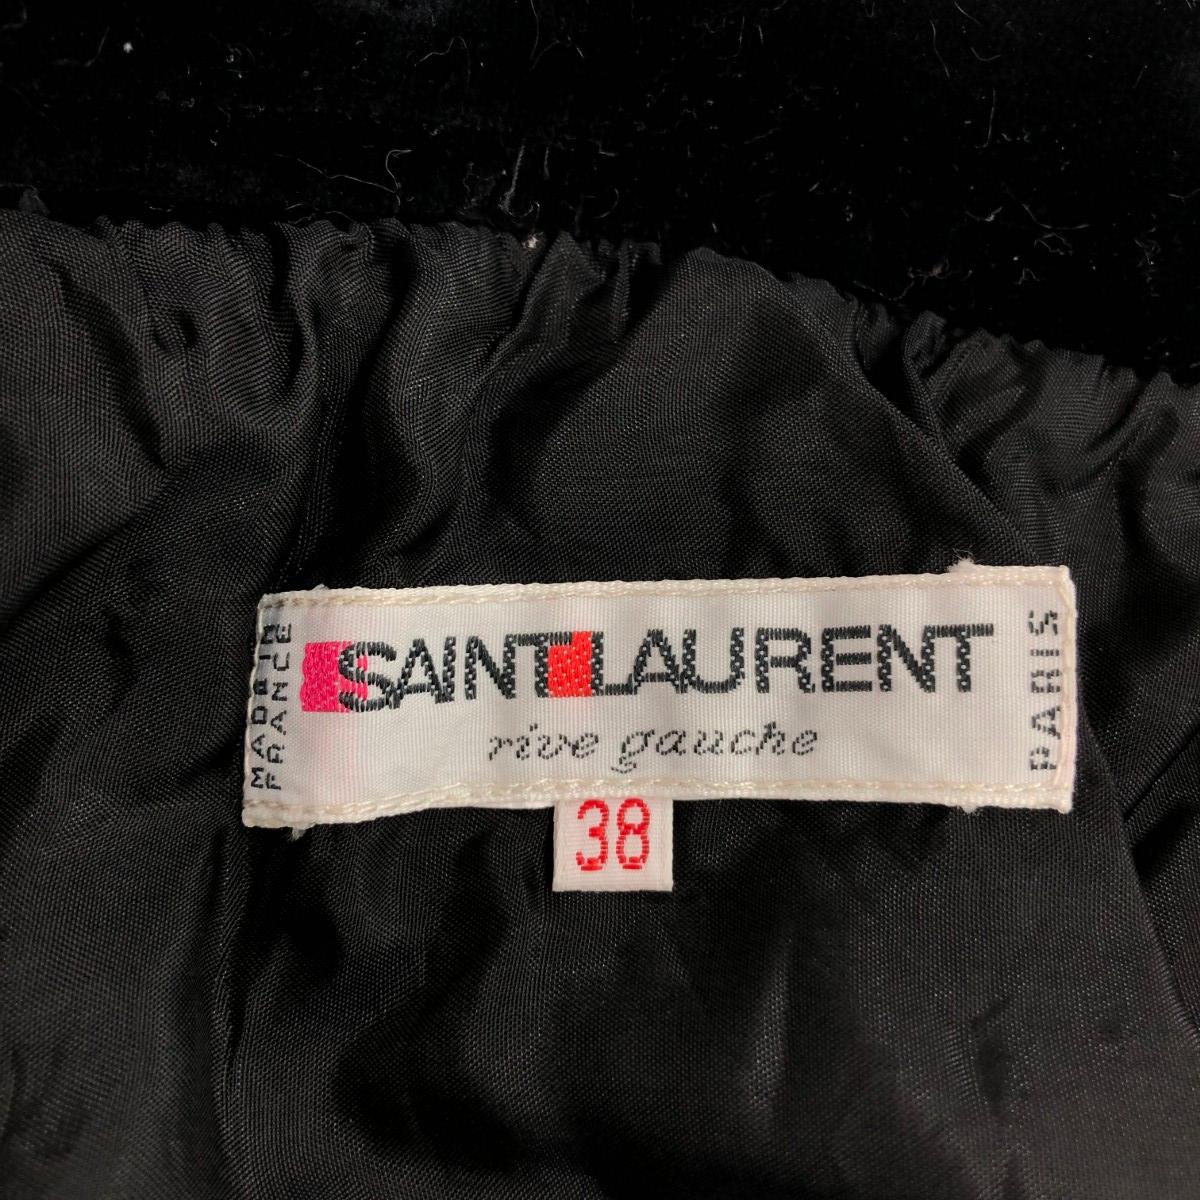 MADE IN
FRANCE
SAINT LAURENT
rive gauche
PARIS
38